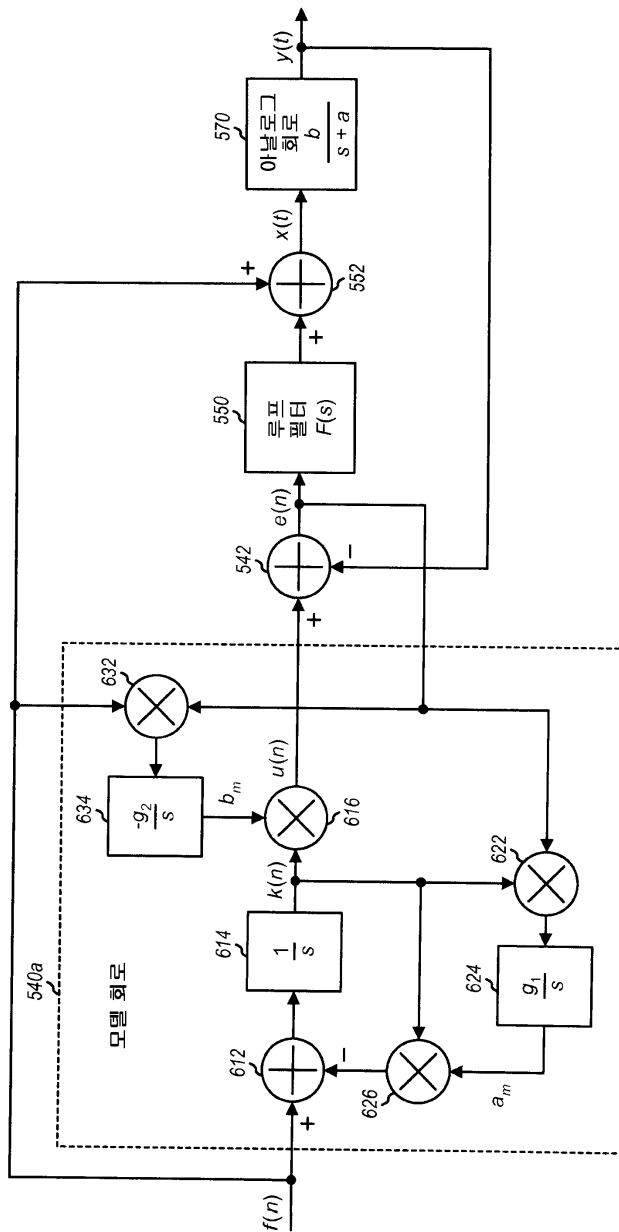 540a
모델 회로
f(n)
+
612
−
626
a_m
614
1
s
k(n)
624
g₁
s
622
634
-g₂
s
b_m
632
616
u(n)
+
542
−
e(n)
550
루프
필터
F(s)
+
+
552
x(t)
570
아날로그
회로
b
s + a
y(t)